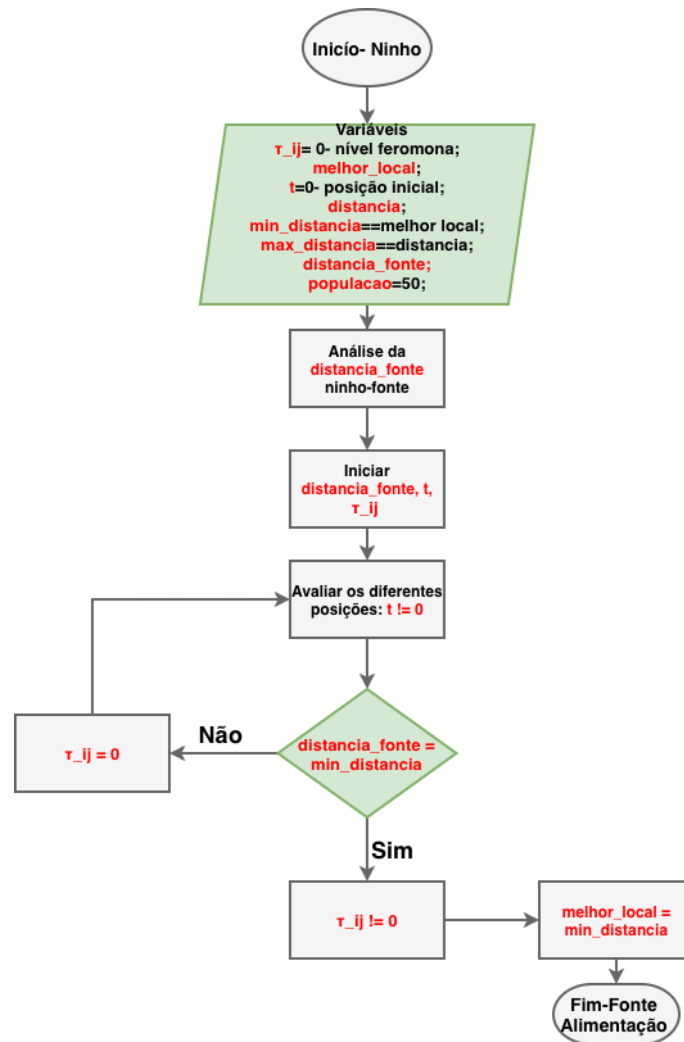 Inicío- Ninho
Variáveis
τ_ij= 0- nível feromona;
melhor_local;
t=0- posição inicial;
distancia;
min_distancia==melhor local;
max_distancia==distancia;
distancia_fonte;
populacao=50;
Análise da
distancia_fonte
ninho-fonte
Iniciar
distancia_fonte, t,
τ_ij
Avaliar os diferentes
posições: t != 0
distancia_fonte =
min_distancia
Não
τ_ij = 0
Sim
τ_ij != 0
melhor_local =
min_distancia
Fim-Fonte
Alimentação